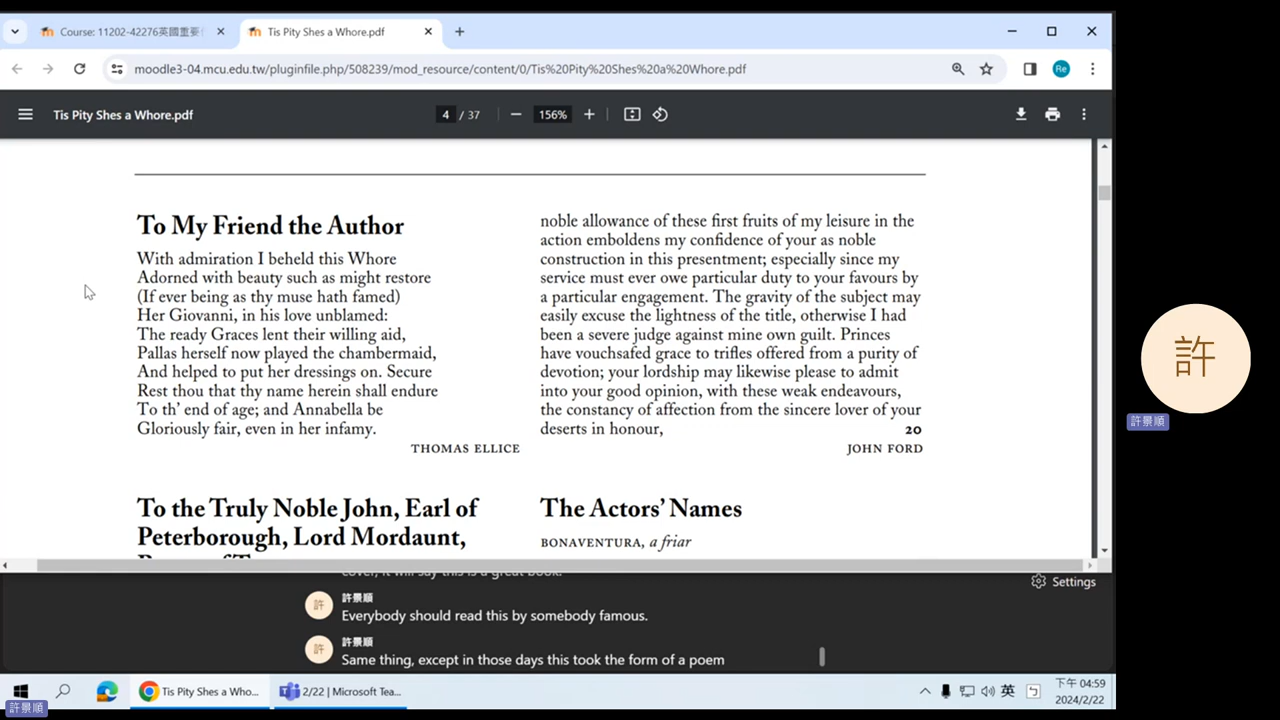 Course: 11202-42276英國重要
Tis Pity Shes a Whore.pdf
moodle3-04.mcu.edu.tw/pluginfile.php/508239/mod_resource/content/0/Tis%20Pity%20Shes%20a%20Whore.pdf
Re
Tis Pity Shes a Whore.pdf
4 / 37
156%
To My Friend the Author
With admiration I beheld this Whore
Adorned with beauty such as might restore
(If ever being as thy muse hath famed)
Her Giovanni, in his love unblamed:
The ready Graces lent their willing aid,
Pallas herself now played the chambermaid,
And helped to put her dressings on. Secure
Rest thou that thy name herein shall endure
To th' end of age; and Annabella be
Gloriously fair, even in her infamy.
THOMAS ELLICE
To the Truly Noble John, Earl of
Peterborough, Lord Mordaunt,
noble allowance of these first fruits of my leisure in the
action emboldens my confidence of your as noble
construction in this presentment; especially since my
service must ever owe particular duty to your favours by
a particular engagement. The gravity of the subject may
easily excuse the lightness of the title, otherwise I had
been a severe judge against mine own guilt. Princes
have vouchsafed grace to trifles offered from a purity of
devotion; your lordship may likewise please to admit
into your good opinion, with these weak endeavours,
the constancy of affection from the sincere lover of your
deserts in honour, 20
JOHN FORD
The Actors' Names
BONAVENTURA, a friar
cover, it will say this is a great book.
Settings
許
許景順
Everybody should read this by somebody famous.
許
許景順
Same thing, except in those days this took the form of a poem
Tis Pity Shes a Who...
2/22 | Microsoft Tea...
英
下午 04:59
2024/2/22
許景順
許
許景順